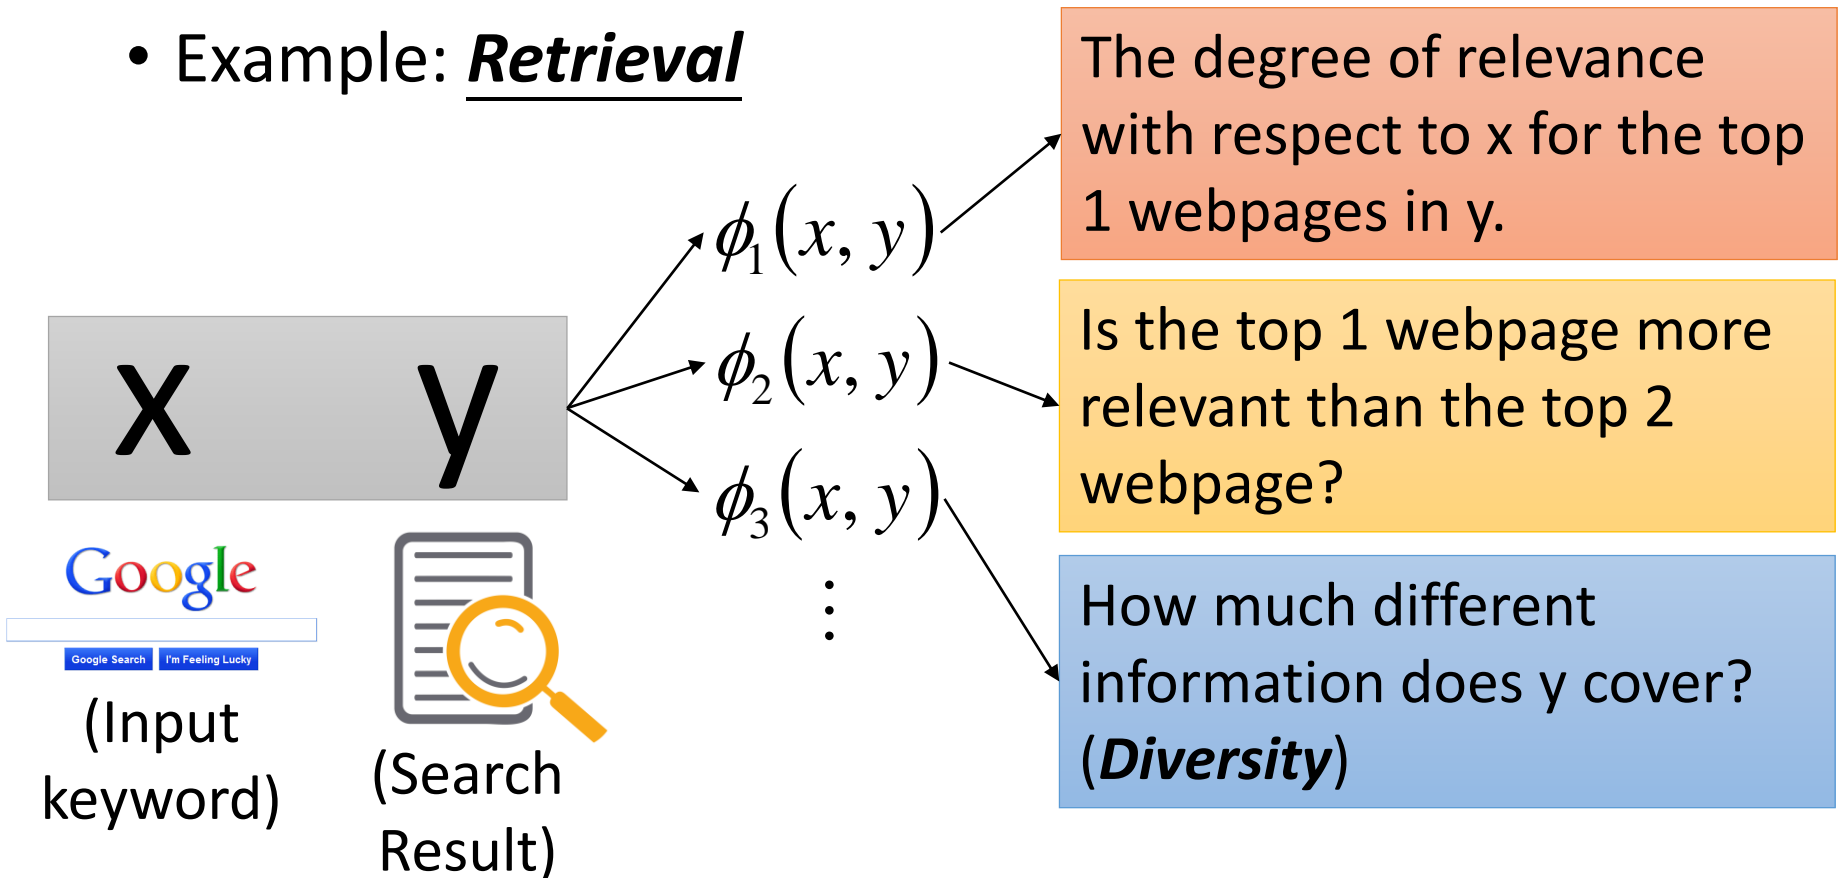 • Example: Retrieval
The degree of relevance
with respect to x for the top
1 webpages in y.
ϕ₁(x, y)
Is the top 1 webpage more
relevant than the top 2
webpage?
ϕ₂(x, y)
x y
ϕ₃(x, y)
⋮
How much different
information does y cover?
(Diversity)
Google
Google Search I'm Feeling Lucky
(Input
keyword)
(Search
Result)